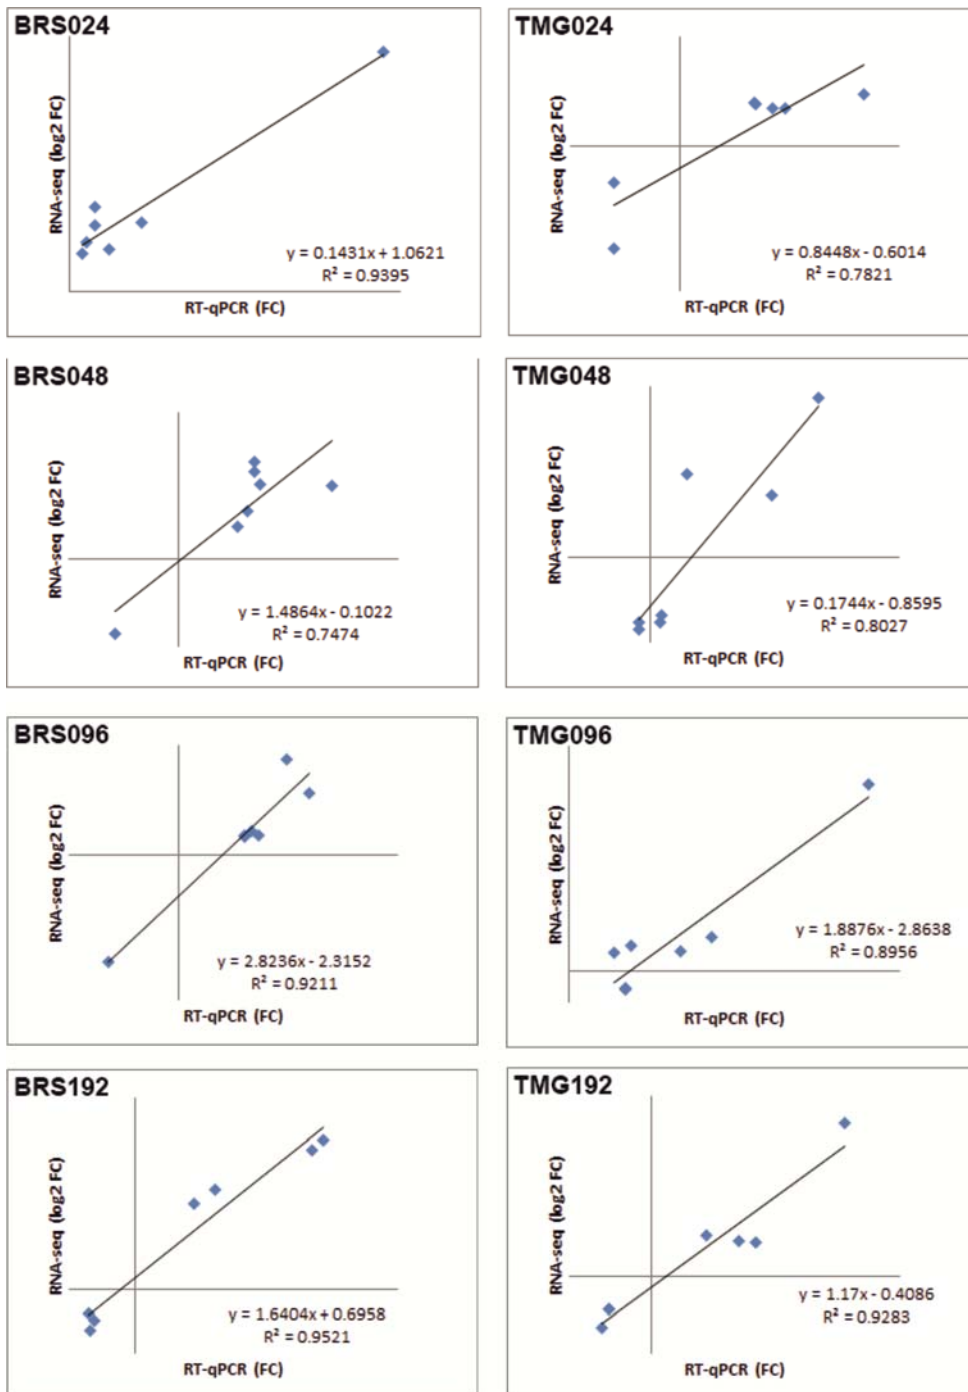 BRS024
RNA-seq (log2 FC)
y = 0.1431x + 1.0621
R² = 0.9395
RT-qPCR (FC)
TMG024
RNA-seq (log2 FC)
y = 0.8448x - 0.6014
R² = 0.7821
RT-qPCR (FC)
BRS048
RNA-seq (log2 FC)
y = 1.4864x - 0.1022
R² = 0.7474
RT-qPCR (FC)
TMG048
RNA-seq (log2 FC)
y = 0.1744x - 0.8595
R² = 0.8027
RT-qPCR (FC)
BRS096
RNA-seq (log2 FC)
y = 2.8236x - 2.3152
R² = 0.9211
RT-qPCR (FC)
TMG096
RNA-seq (log2 FC)
y = 1.8876x - 2.8638
R² = 0.8956
RT-qPCR (FC)
BRS192
RNA-seq (log2 FC)
y = 1.6404x + 0.6958
R² = 0.9521
RT-qPCR (FC)
TMG192
RNA-seq (log2 FC)
y = 1.17x - 0.4086
R² = 0.9283
RT-qPCR (FC)